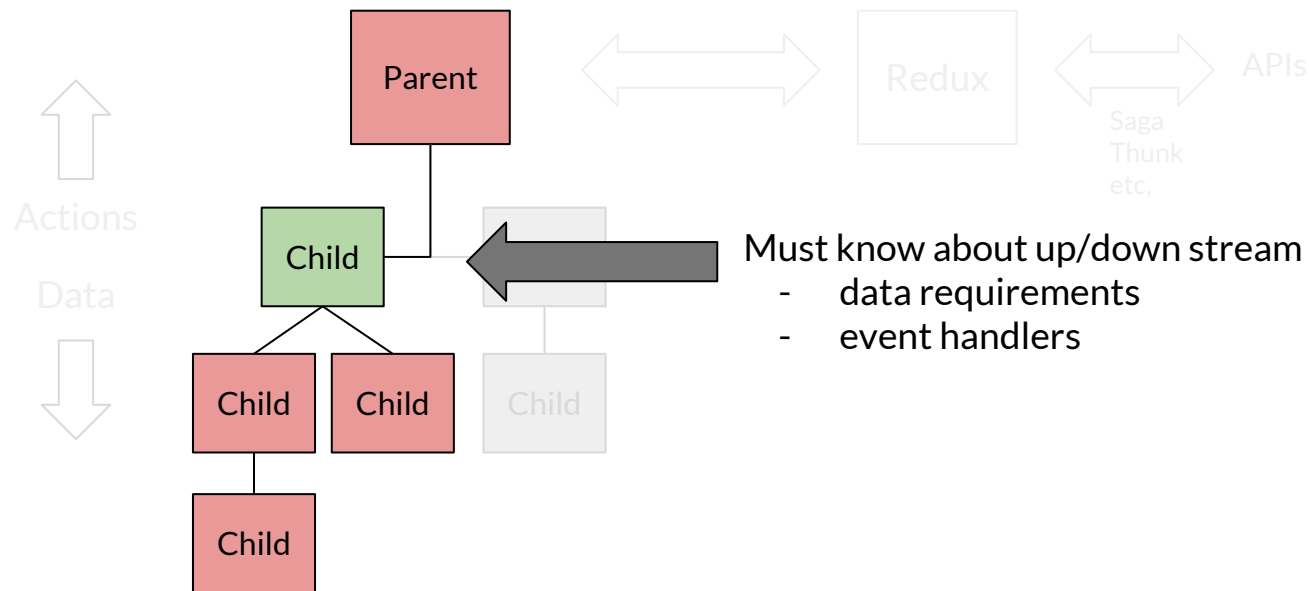 Parent
Redux
APIs
Saga
Thunk
etc,
Actions
Child
Must know about up/down stream
- data requirements
- event handlers
Data
Child
Child
Child
Child